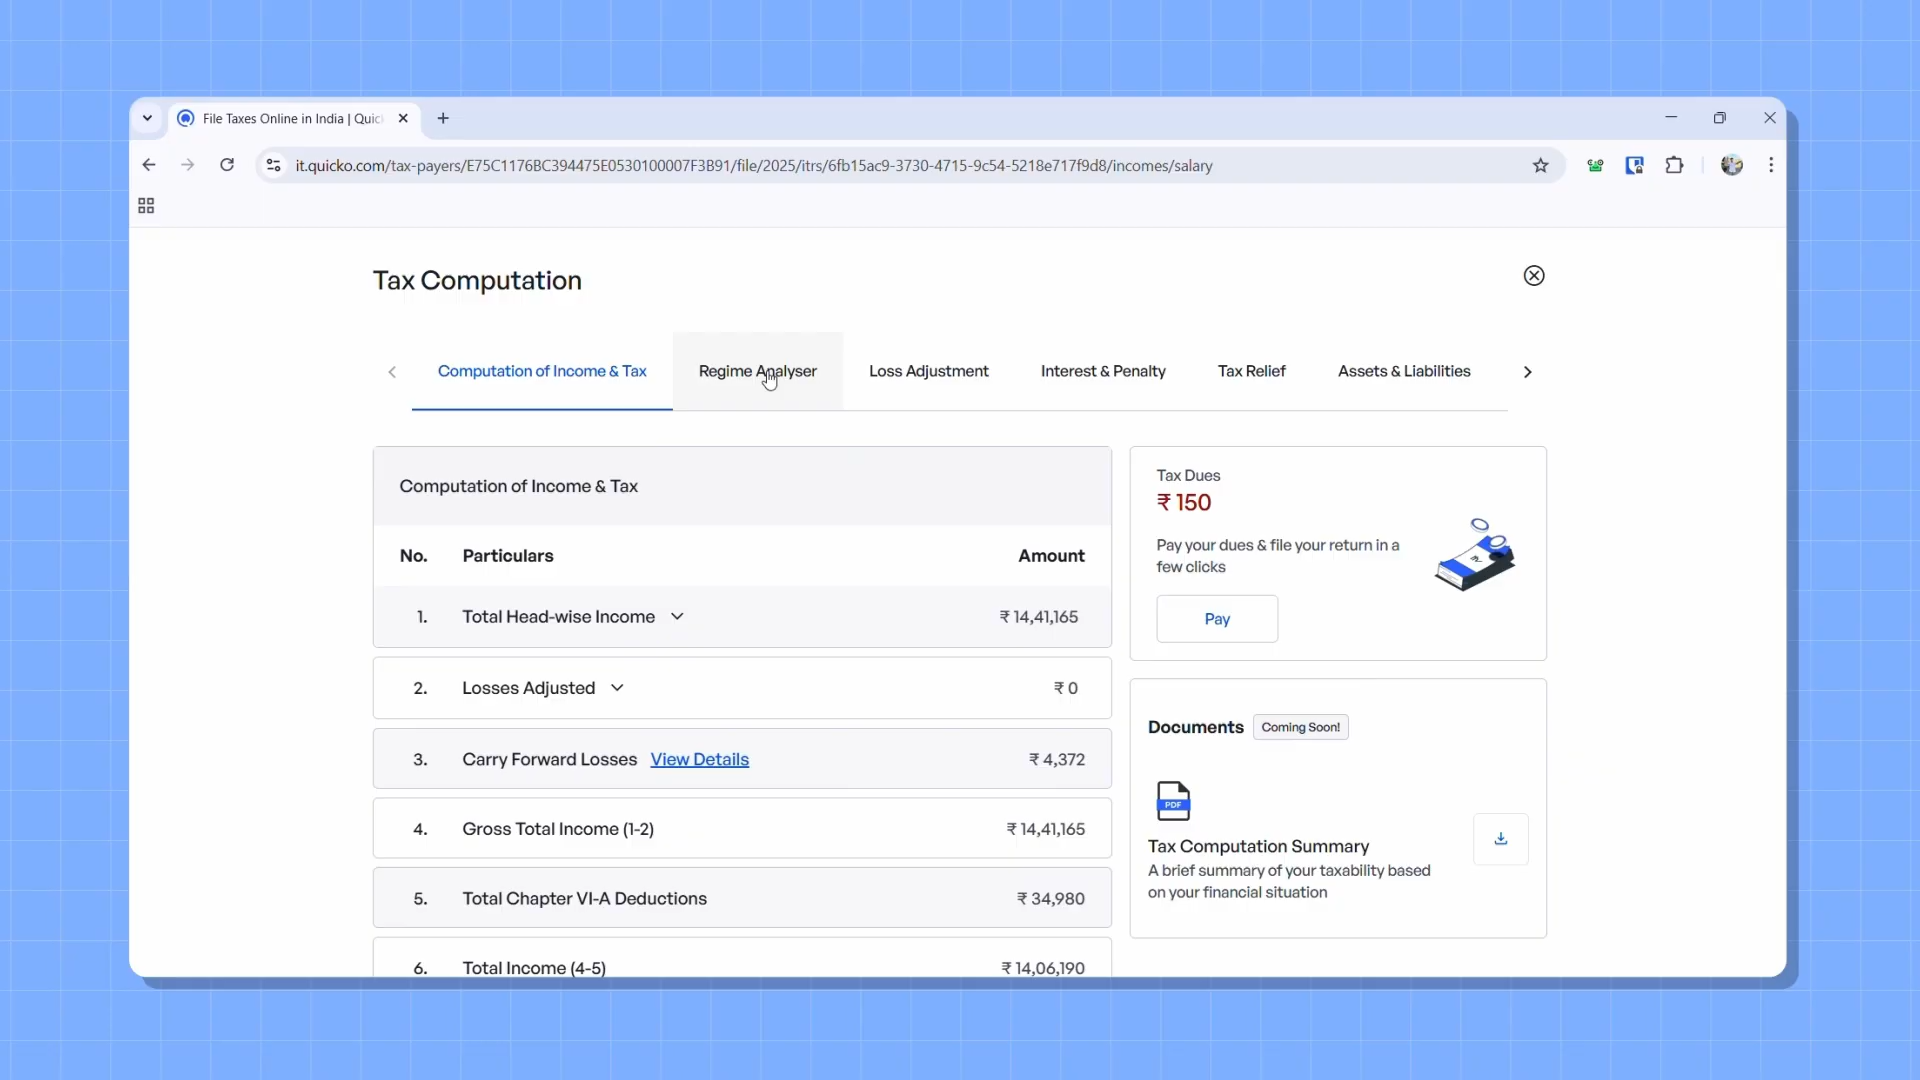 File Taxes Online in India | Quic
it.quicko.com/tax-payers/E75C1176BC394475E0530100007F3B91/file/2025/itrs/6fb15ac9-3730-4715-9c54-5218e717f9d8/incomes/salary
Tax Computation
Computation of Income & Tax
Regime Analyser
Loss Adjustment
Interest & Penalty
Tax Relief
Assets & Liabilities
Computation of Income & Tax
No. Particulars Amount
1. Total Head-wise Income ₹ 14,41,165
2. Losses Adjusted ₹ 0
3. Carry Forward Losses View Details ₹ 4,372
4. Gross Total Income (1-2) ₹ 14,41,165
5. Total Chapter VI-A Deductions ₹ 34,980
6. Total Income (4-5) ₹ 14,06,190
Tax Dues
₹ 150
Pay your dues & file your return in a
few clicks
Pay
Documents Coming Soon!
PDF
Tax Computation Summary
A brief summary of your taxability based
on your financial situation